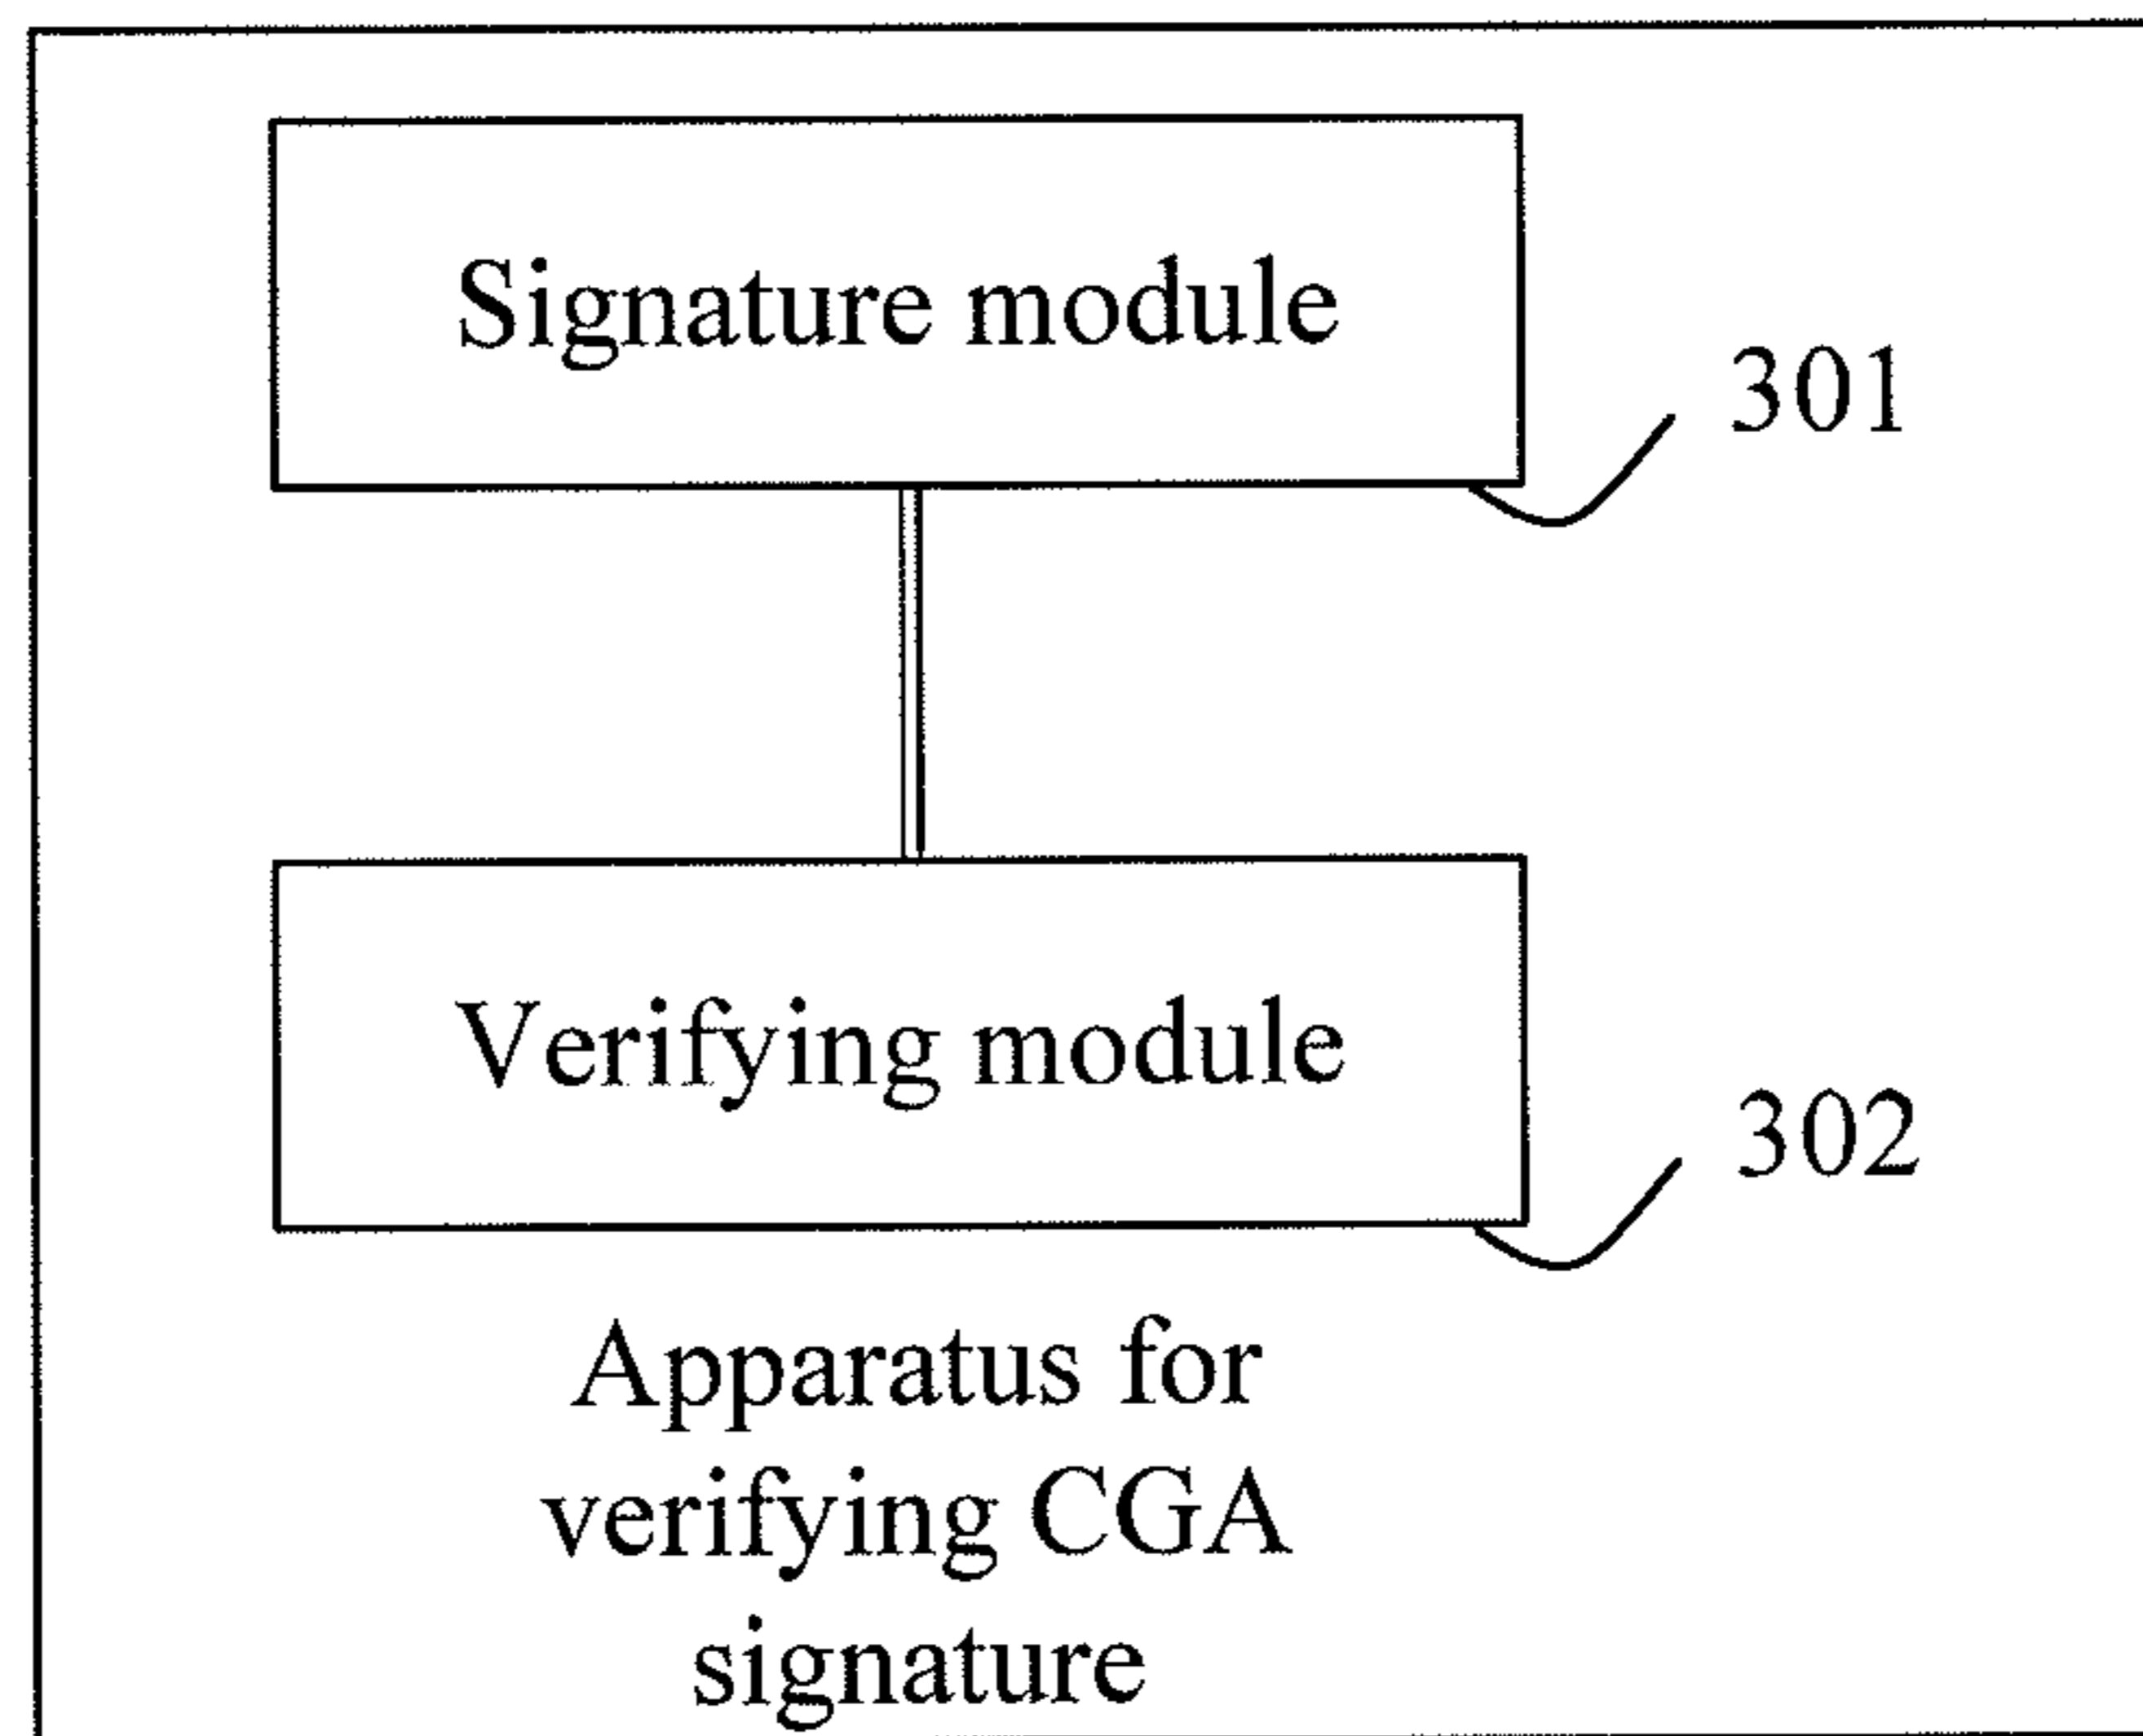 Signature module
301
Verifying module
302
Apparatus for
verifying CGA
signature